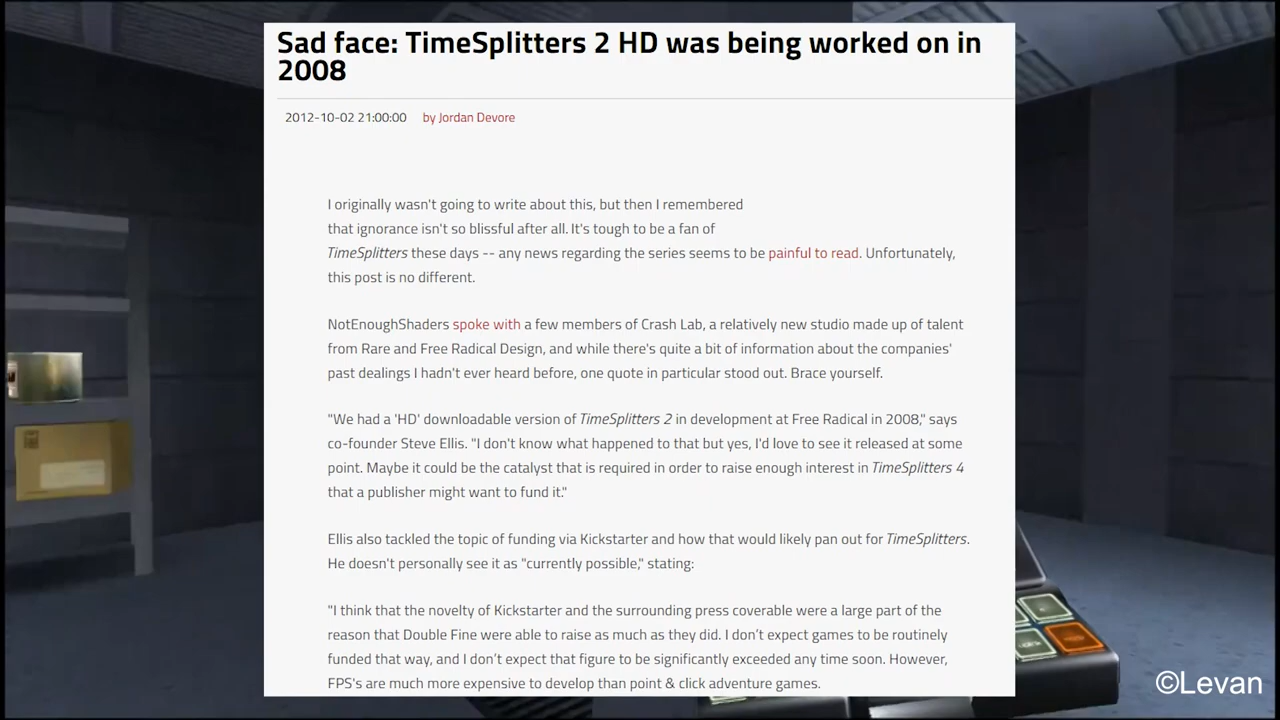 Sad face: TimeSplitters 2 HD was being worked on in
2008
2012-10-02 21:00:00 by Jordan Devore
I originally wasn't going to write about this, but then I remembered
that ignorance isn't so blissful after all. It's tough to be a fan of
TimeSplitters these days -- any news regarding the series seems to be painful to read. Unfortunately,
this post is no different.
NotEnoughShaders spoke with a few members of Crash Lab, a relatively new studio made up of talent
from Rare and Free Radical Design, and while there's quite a bit of information about the companies'
past dealings I hadn't ever heard before, one quote in particular stood out. Brace yourself.
"We had a 'HD' downloadable version of TimeSplitters 2 in development at Free Radical in 2008," says
co-founder Steve Ellis. "I don't know what happened to that but yes, I'd love to see it released at some
point. Maybe it could be the catalyst that is required in order to raise enough interest in TimeSplitters 4
that a publisher might want to fund it."
Ellis also tackled the topic of funding via Kickstarter and how that would likely pan out for TimeSplitters.
He doesn't personally see it as "currently possible," stating:
"I think that the novelty of Kickstarter and the surrounding press coverable were a large part of the
reason that Double Fine were able to raise as much as they did. I don't expect games to be routinely
funded that way, and I don't expect that figure to be significantly exceeded any time soon. However,
FPS's are much more expensive to develop than point & click adventure games.
©Levan